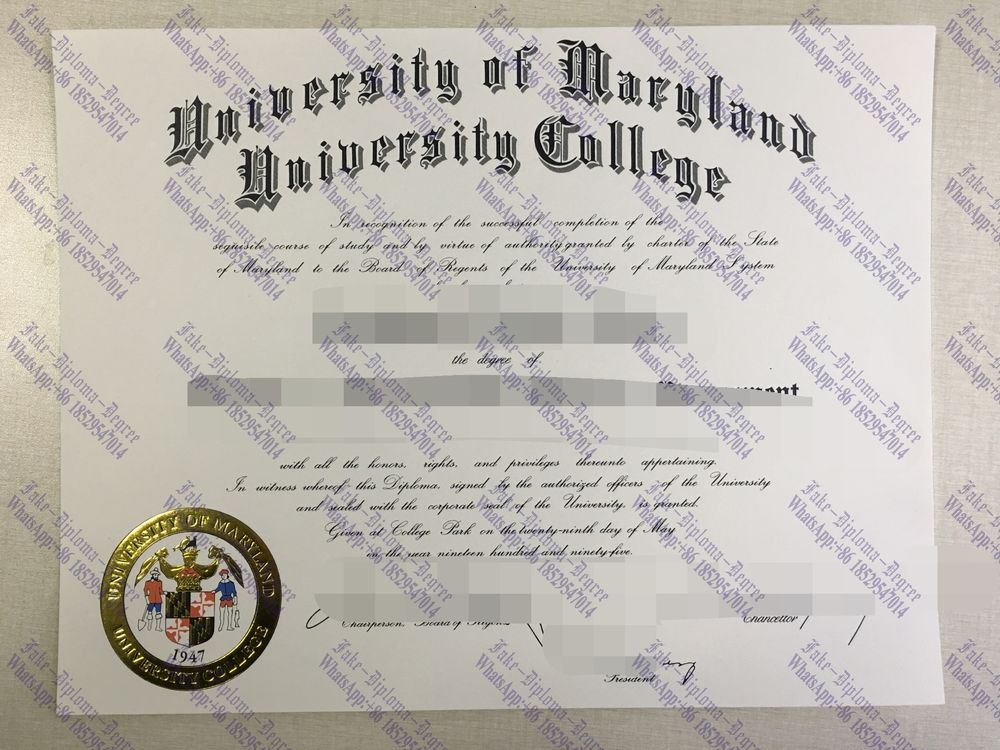 University of Maryland
University College
In recognition of the successful completion of the
seguisite course of study and by virtue of authority granted by charter of the State
of Maryland to the Board of Regents of the University of Maryland System
the degree of
with all the honors, rights, and privileges thereunto appertaining.
In witness whereof this Diploma, signed by the authorized officers of the University
and sealed with the corporate seal of the University, is granted.
Given at College Park on the twenty-ninth day of May
in the year nineteen hundred and ninety-five.
Chairperson, Board of Regents
Chancettor
President
UNIVERSITY OF MARYLAND
1947
UNIVERSITY COLLEGE
Fake-Diploma-Degree
WhatsApp:+86 18529547014